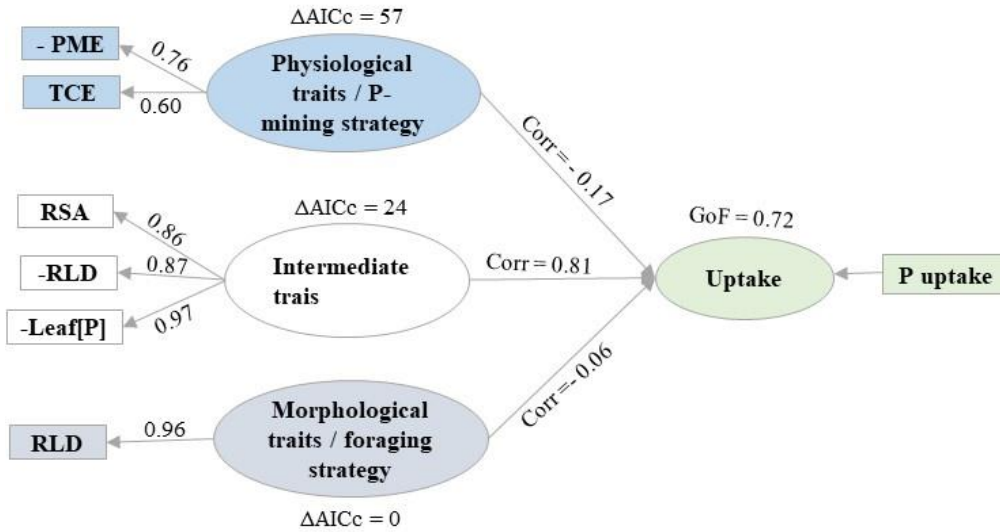 ΔAICc = 57
- PME
0.76
TCE
0.60
Physiological
traits / P-
mining strategy
Corr = - 0.17
RSA
0.86
-RLD
0.87
-Leaf[P]
0.97
ΔAICc = 24
Intermediate
trais
Corr = 0.81
GoF = 0.72
Uptake
P uptake
RLD
0.96
Morphological
traits / foraging
strategy
Corr =- 0.06
ΔAICc = 0